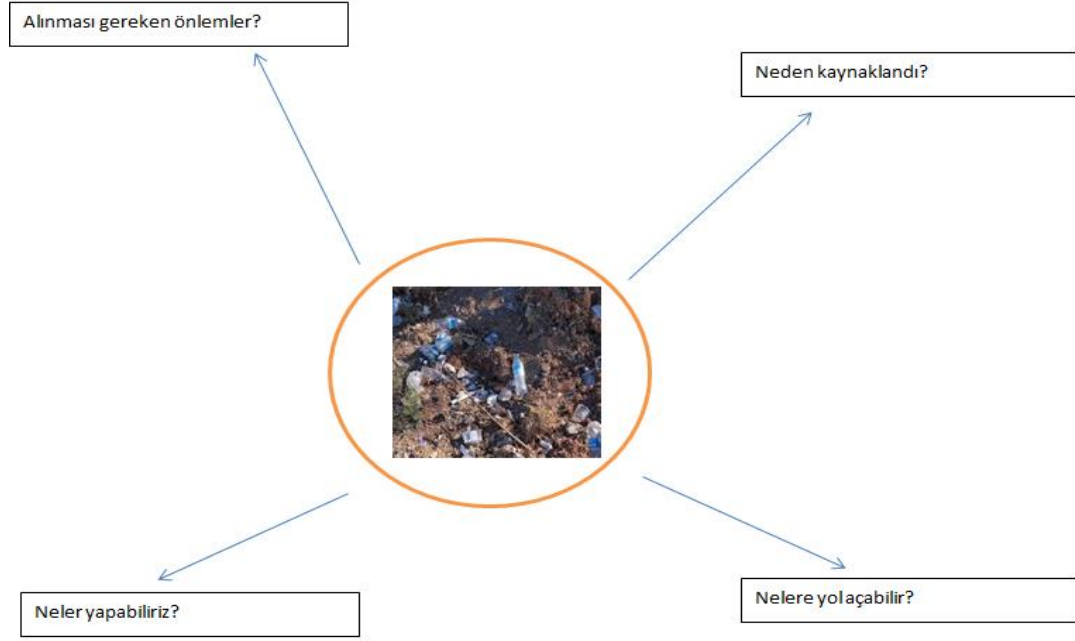 Alınması gereken önlemler?
Neden kaynaklandı?
Neler yapabiliriz?
Nelere yol açabilir?